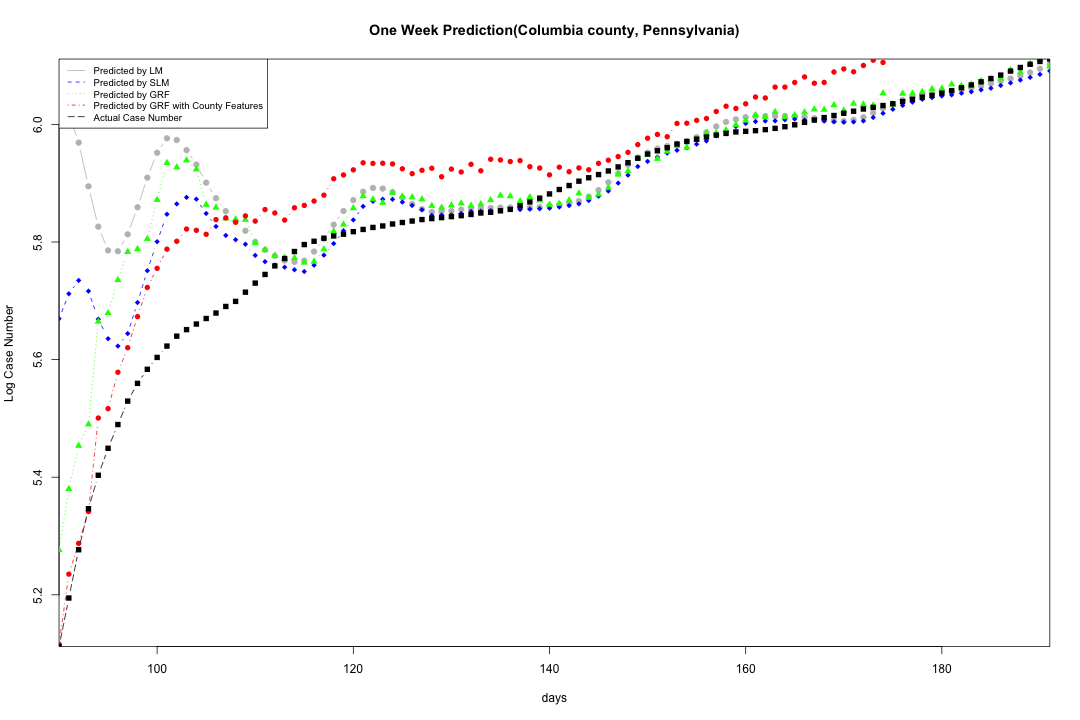 One Week Prediction(Columbia county, Pennsylvania)
Predicted by LM
Predicted by SLM
Predicted by GRF
Predicted by GRF with County Features
Actual Case Number
6.0
5.8
5.6
5.4
5.2
Log Case Number
100 120 140 160 180
days